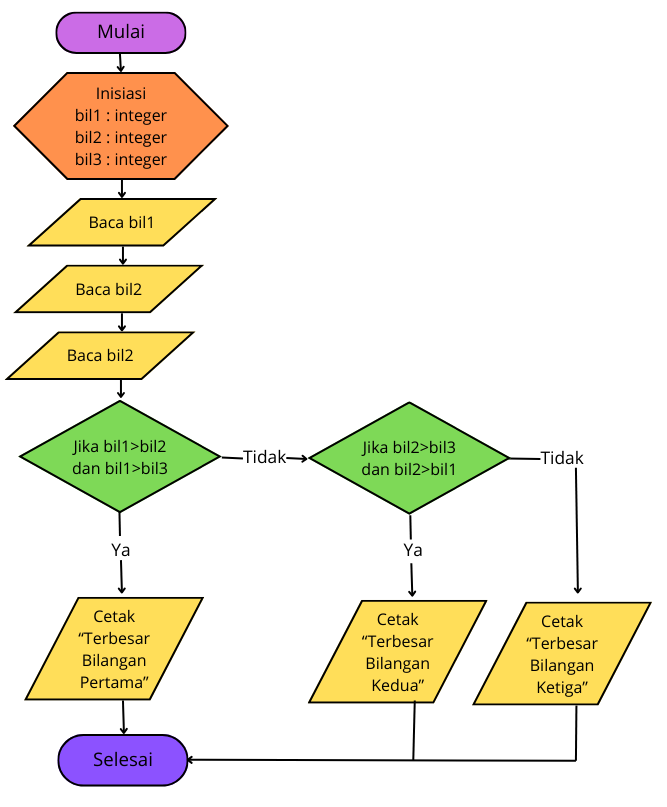 Mulai
Inisiasi
bil1 : integer
bil2 : integer
bil3 : integer
Baca bil1
Baca bil2
Baca bil2
Jika bil1>bil2
dan bil1>bil3
Tidak
Jika bil2>bil3
dan bil2>bil1
Tidak
Ya
Ya
Cetak
“Terbesar
Bilangan
Pertama”
Cetak
“Terbesar
Bilangan
Kedua”
Cetak
“Terbesar
Bilangan
Ketiga”
Selesai